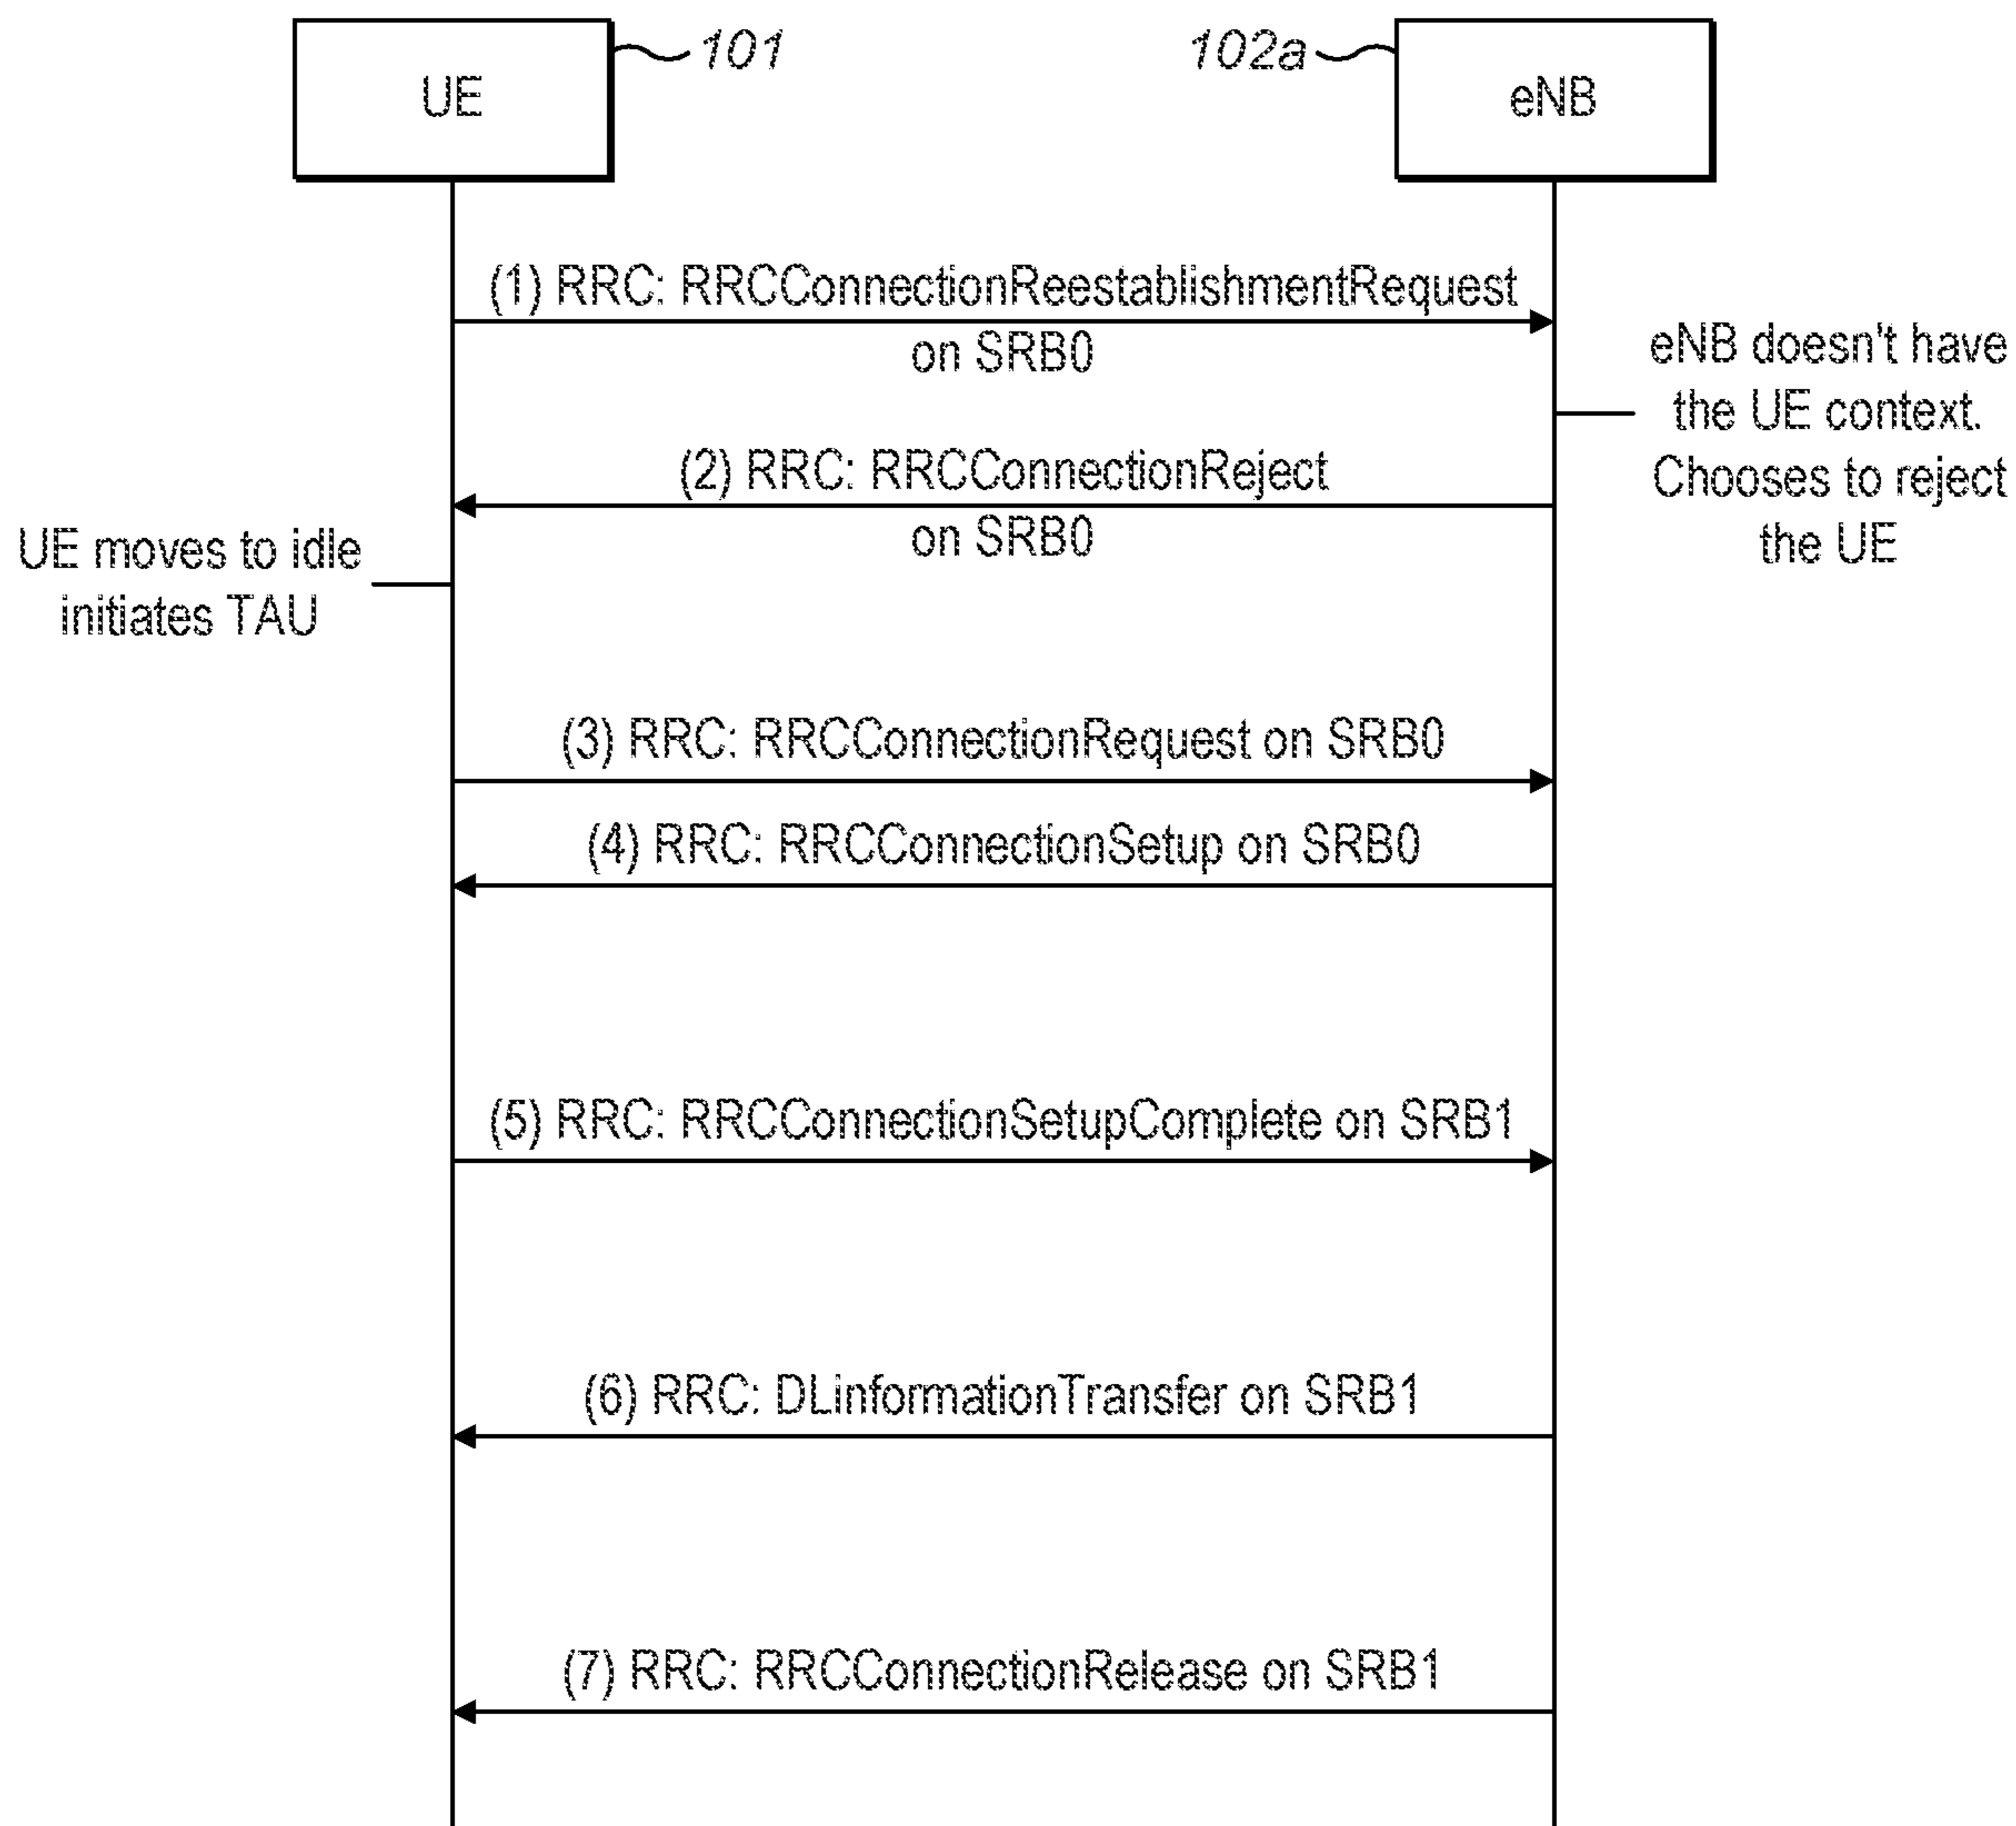 101
102a
UE
eNB
(1) RRC: RRCConnectionReestablishmentRequest
on SRB0
eNB doesn't have
the UE context.
Chooses to reject
the UE
(2) RRC: RRCConnectionReject
on SRB0
UE moves to idle
initiates TAU
(3) RRC: RRCConnectionRequest on SRB0
(4) RRC: RRCConnectionSetup on SRB0
(5) RRC: RRCConnectionSetupComplete on SRB1
(6) RRC: DLinformationTransfer on SRB1
(7) RRC: RRCConnectionRelease on SRB1